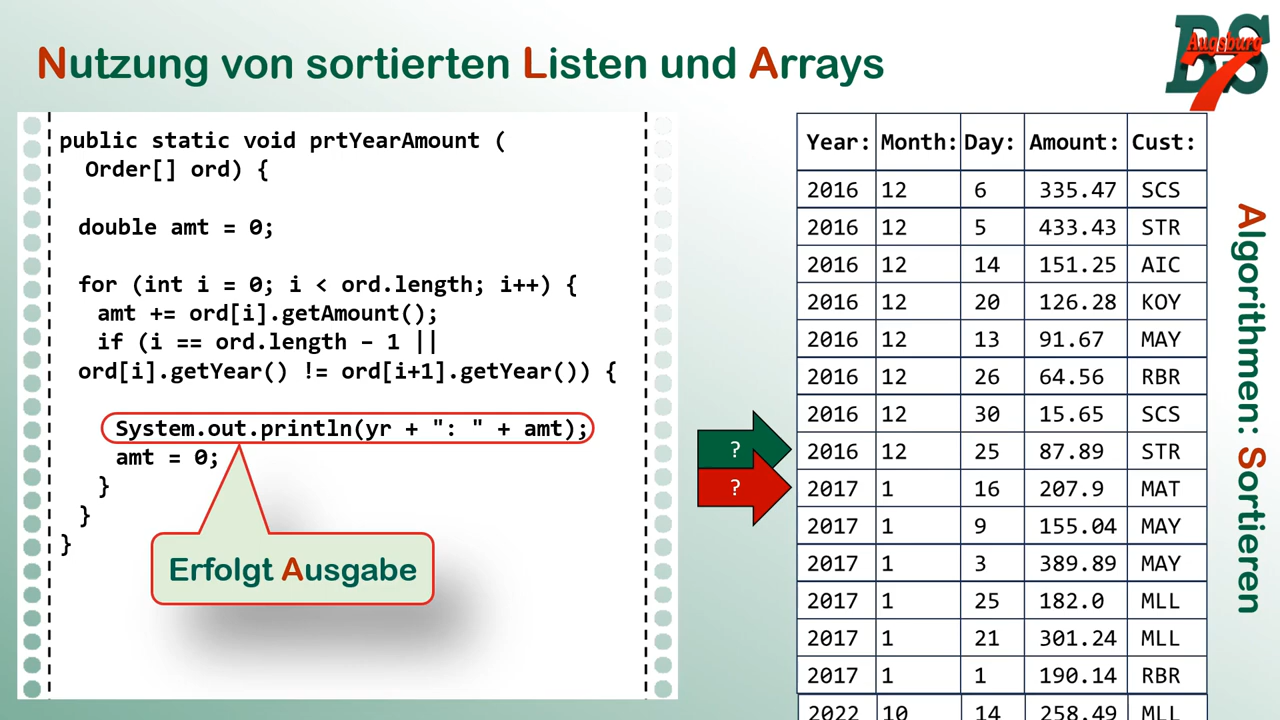 Nutzung von sortierten Listen und Arrays
BS
Augsburg
7
public static void prtYearAmount (
Order[] ord) {
double amt = 0;
for (int i = 0; i < ord.length; i++) {
amt += ord[i].getAmount();
if (i == ord.length – 1 ||
ord[i].getYear() != ord[i+1].getYear()) {
System.out.println(yr + ": " + amt);
amt = 0;
}
}
}
Erfolgt Ausgabe
?
?
Year: Month: Day: Amount: Cust:
2016 12 6 335.47 SCS
2016 12 5 433.43 STR
2016 12 14 151.25 AIC
2016 12 20 126.28 KOY
2016 12 13 91.67 MAY
2016 12 26 64.56 RBR
2016 12 30 15.65 SCS
2016 12 25 87.89 STR
2017 1 16 207.9 MAT
2017 1 9 155.04 MAY
2017 1 3 389.89 MAY
2017 1 25 182.0 MLL
2017 1 21 301.24 MLL
2017 1 1 190.14 RBR
2022 10 14 258.49 MLL
Algorithmen: Sortieren